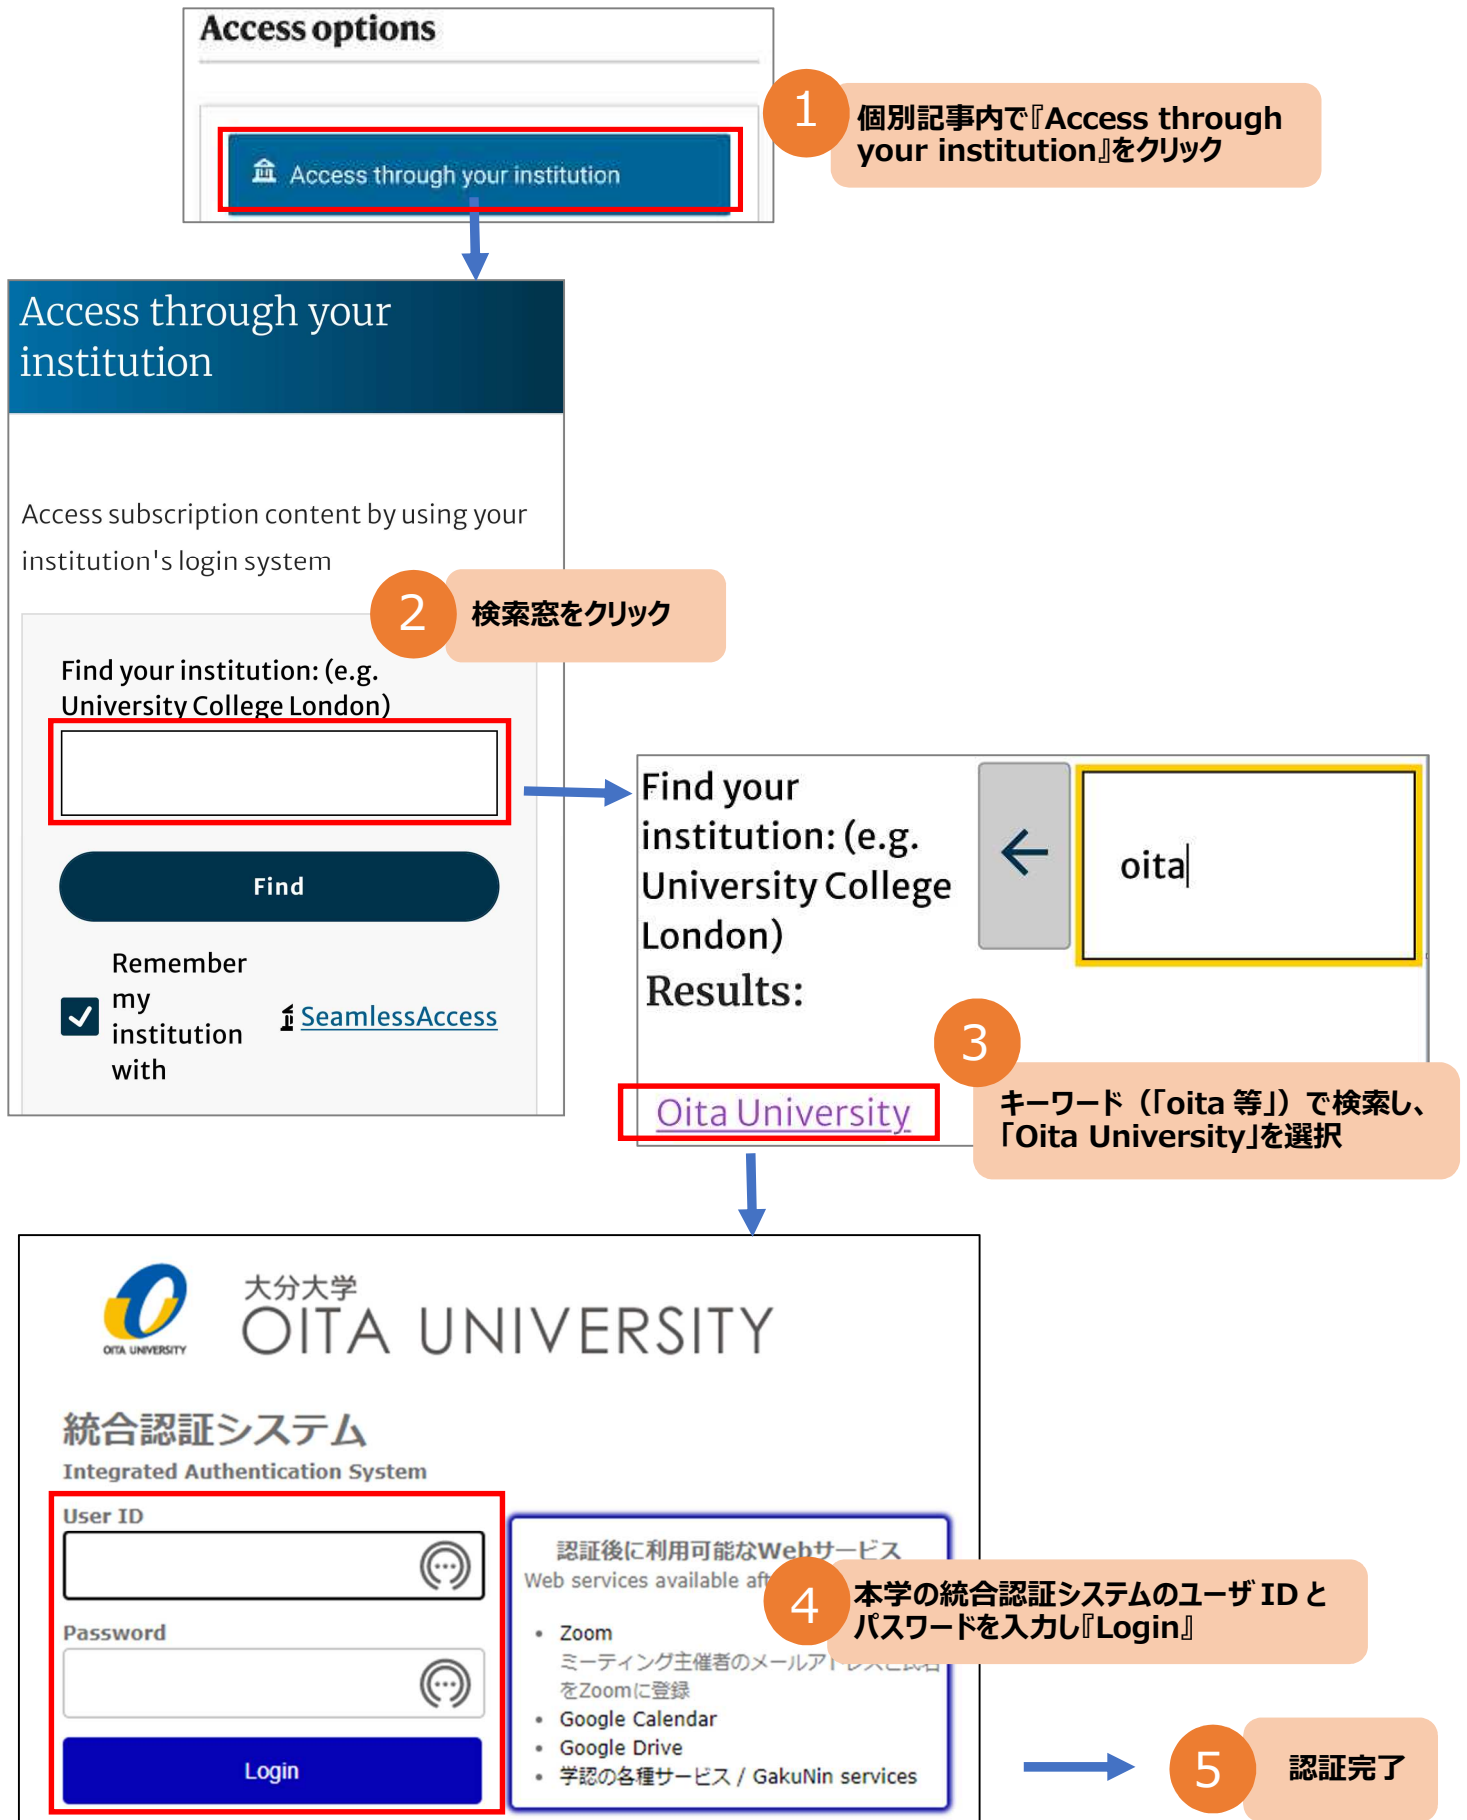 Access options
Access through your institution
1
個別記事内で『Access through
your institution』をクリック
Access through your
institution
Access subscription content by using your
institution's login system
2
検索窓をクリック
Find your institution: (e.g.
University College London)
Find
Remember
my
institution
with
SeamlessAccess
Find your
institution: (e.g.
University College
London)
oita
Results:
Oita University
3
キーワード（「oita 等」）で検索し、
「Oita University」を選択
OITA UNIVERSITY
大分大学
OITA UNIVERSITY
統合認証システム
Integrated Authentication System
User ID
Password
Login
認証後に利用可能なWebサービス
Web services available
• Zoom
ミーティング主催者のメールアドレスと氏名
をZoomに登録
• Google Calendar
• Google Drive
• 学認の各種サービス / GakuNin services
4
本学の統合認証システムのユーザ ID と
パスワードを入力し『Login』
5
認証完了